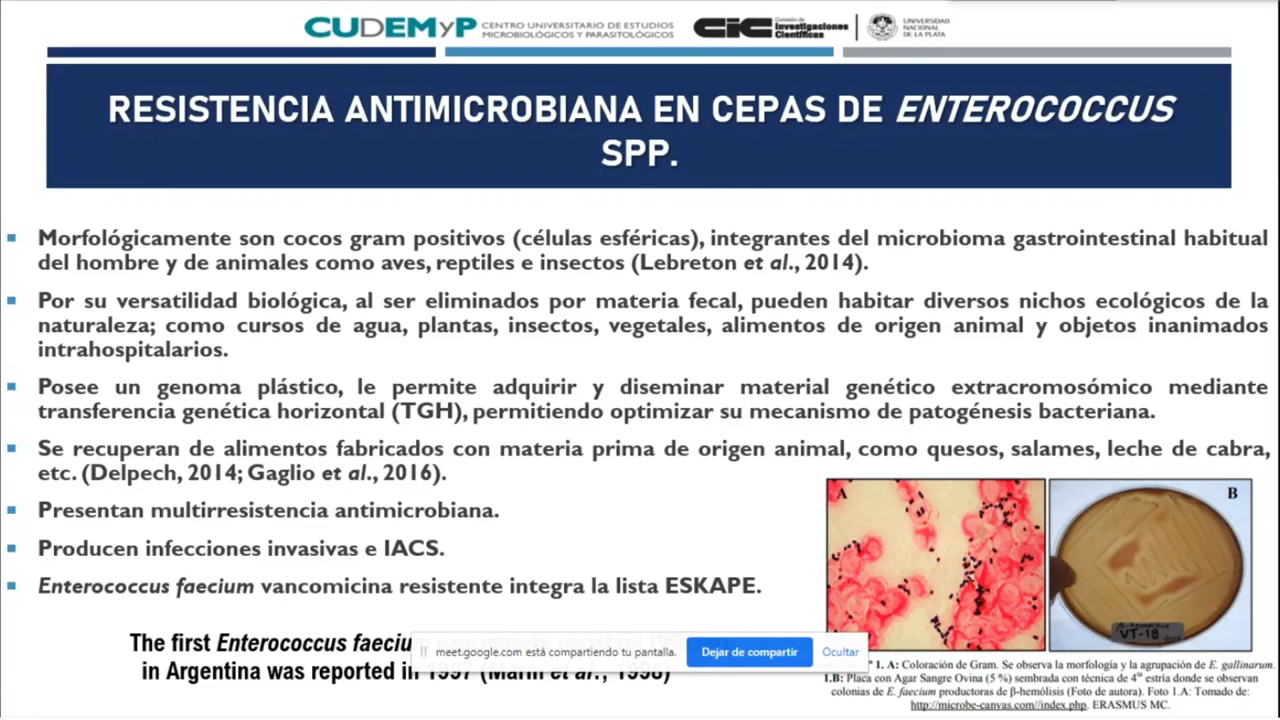 CUDEMyP CENTRO UNIVERSITARIO DE ESTUDIOS
MICROBIOLÓGICOS Y PARASITOLÓGICOS
CIC Comisión de
Investigaciones
Científicas
UNIVERSIDAD
NACIONAL
DE LA PLATA
RESISTENCIA ANTIMICROBIANA EN CEPAS DE ENTEROCOCCUS
SPP.
Morfológicamente son cocos gram positivos (células esféricas), integrantes del microbioma gastrointestinal habitual
del hombre y de animales como aves, reptiles e insectos (Lebreton et al., 2014).
Por su versatilidad biológica, al ser eliminados por materia fecal, pueden habitar diversos nichos ecológicos de la
naturaleza; como cursos de agua, plantas, insectos, vegetales, alimentos de origen animal y objetos inanimados
intrahospitalarios.
Posee un genoma plástico, le permite adquirir y diseminar material genético extracromosómico mediante
transferencia genética horizontal (TGH), permitiendo optimizar su mecanismo de patogénesis bacteriana.
Se recuperan de alimentos fabricados con materia prima de origen animal, como quesos, salames, leche de cabra,
etc. (Delpech, 2014; Gaglio et al., 2016).
Presentan multirresistencia antimicrobiana.
Producen infecciones invasivas e IACS.
Enterococcus faecium vancomicina resistente integra la lista ESKAPE.
A
B
VT-18
The first Enterococcus
in Argentina was reported in 1997 (Marín et al., 1998)
meet.google.com está compartiendo tu pantalla.
Dejar de compartir
Ocultar
1. A: Coloración de Gram. Se observa la morfología y la agrupación de E. gallinarum.
1.B: Placa con Agar Sangre Ovina (5 %) sembrada con técnica de 4ta estría donde se observan
colonias de E. faecium productoras de β-hemólisis (Foto de autora). Foto 1.A: Tomado de:
http://microbe-canvas.com//index.php. ERASMUS MC.